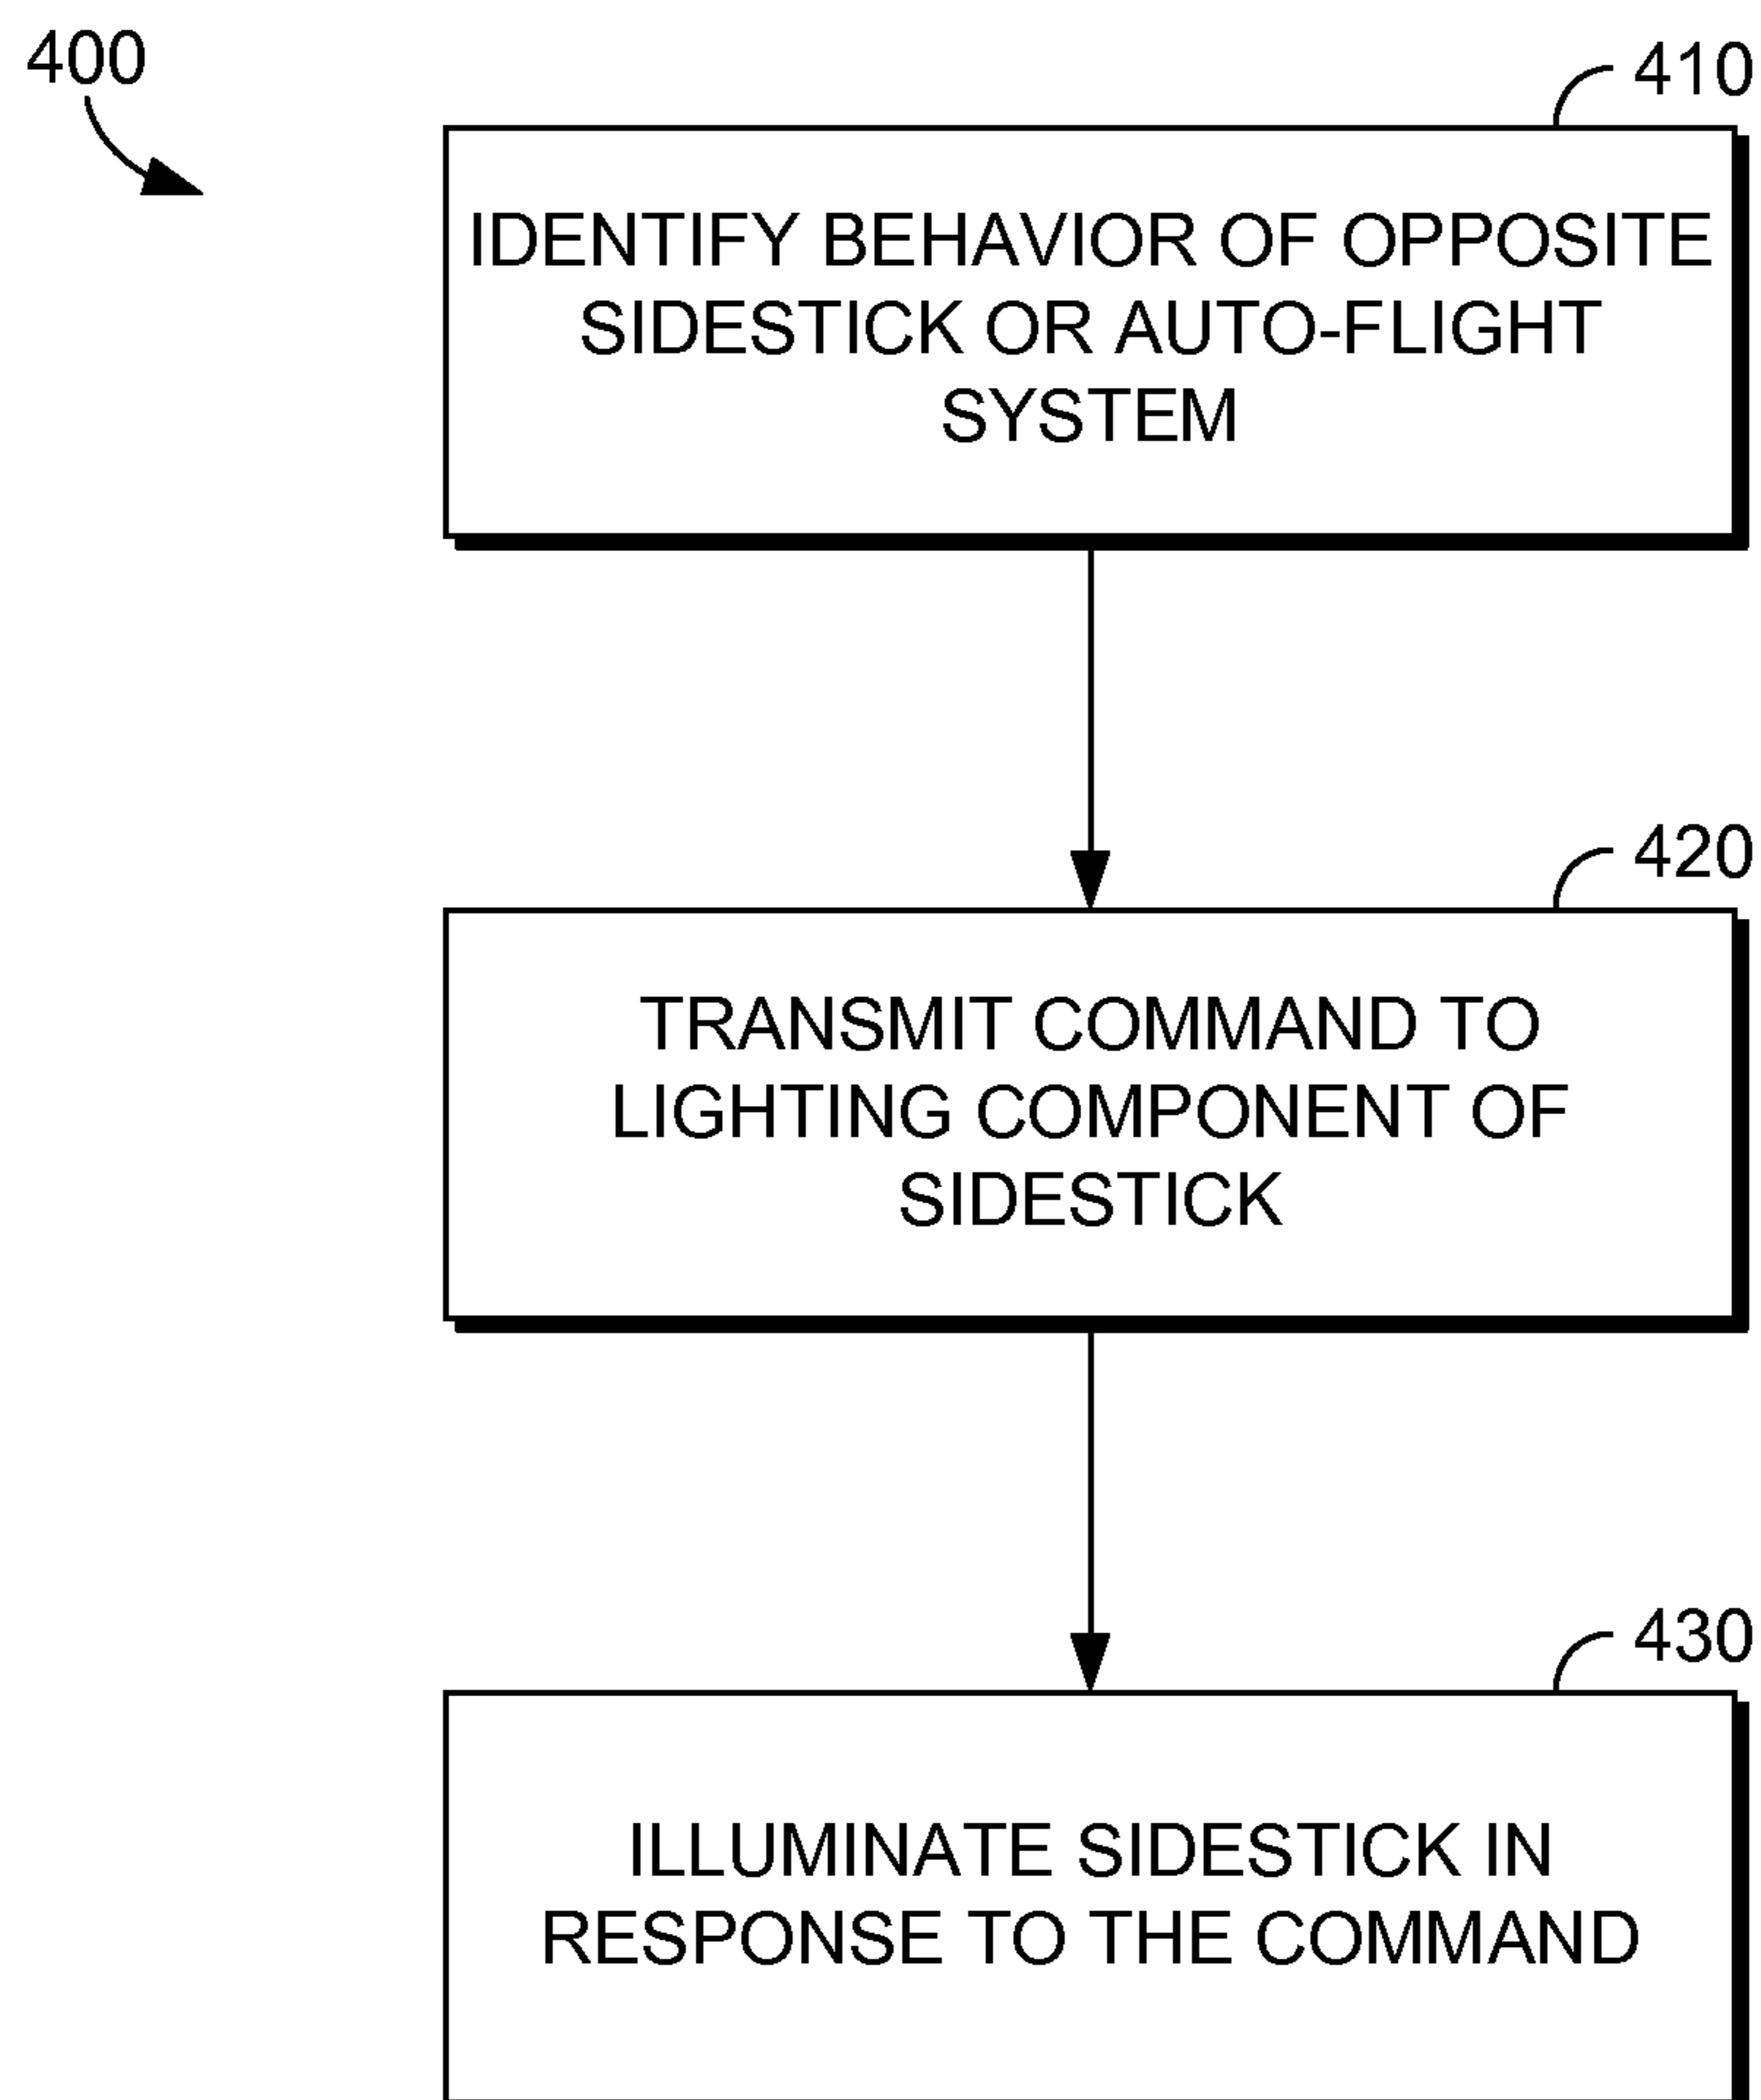 400
410
IDENTIFY BEHAVIOR OF OPPOSITE
SIDESTICK OR AUTO-FLIGHT
SYSTEM
420
TRANSMIT COMMAND TO
LIGHTING COMPONENT OF
SIDESTICK
430
ILLUMINATE SIDESTICK IN
RESPONSE TO THE COMMAND